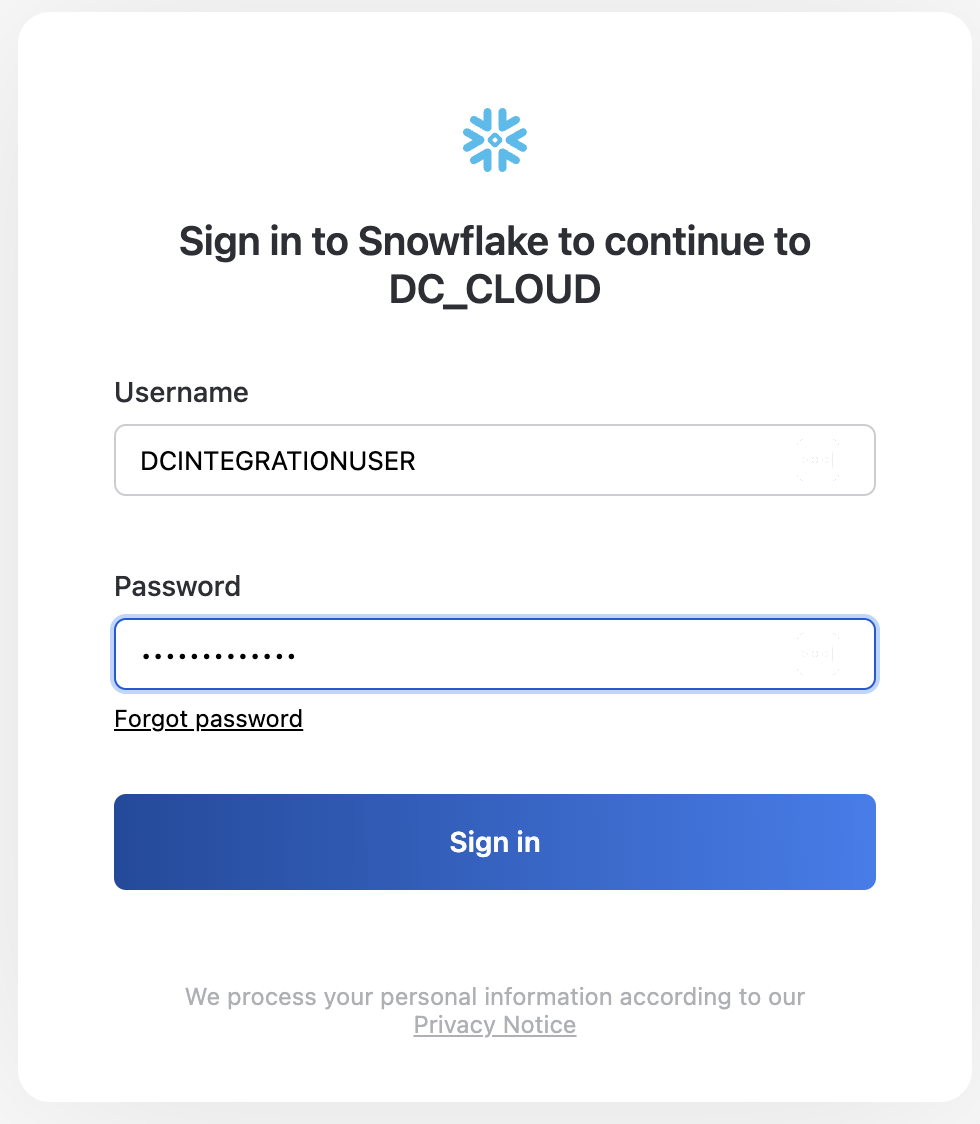 Sign in to Snowflake to continue to
DC_CLOUD
Username
DCINTEGRATIONUSER
Password
•••••••••••••
Forgot password
Sign in
We process your personal information according to our
Privacy Notice